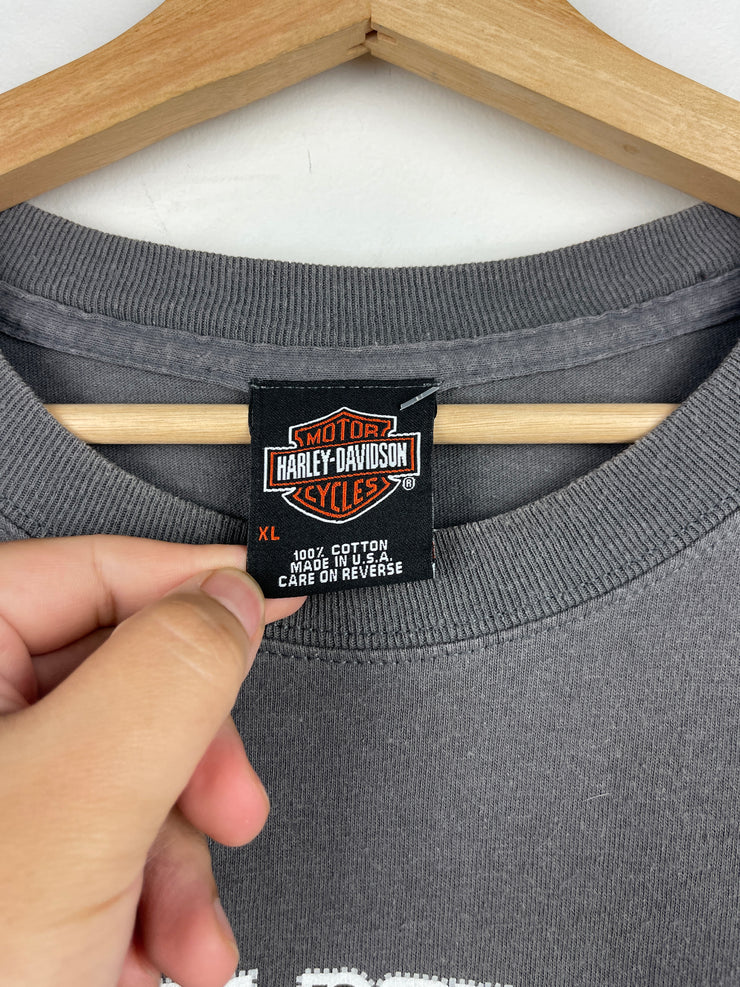 MOTOR
HARLEY-DAVIDSON
CYCLES
®
XL
100% COTTON
MADE IN U.S.A.
CARE ON REVERSE